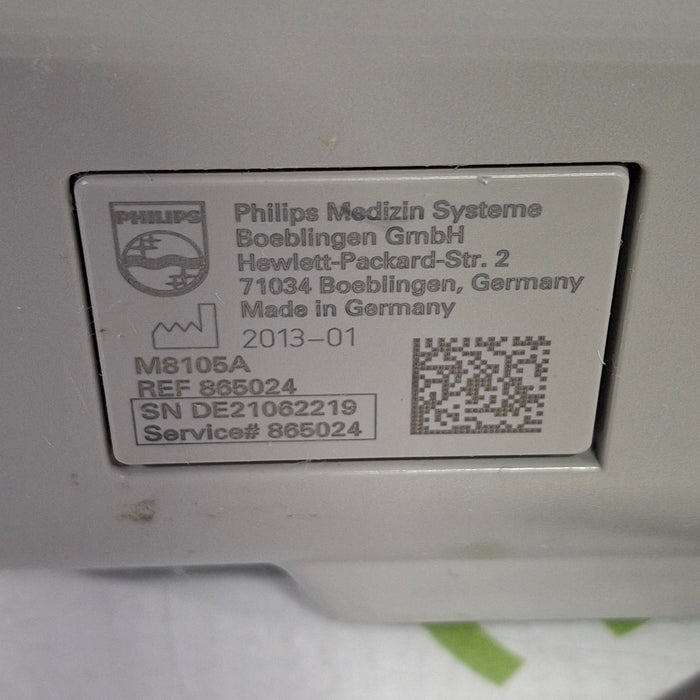 PHILIPS
Philips Medizin Systeme
Boeblingen GmbH
Hewlett-Packard-Str. 2
71034 Boeblingen, Germany
Made in Germany
2013-01
M8105A
REF 865024
SN DE21062219
Service# 865024